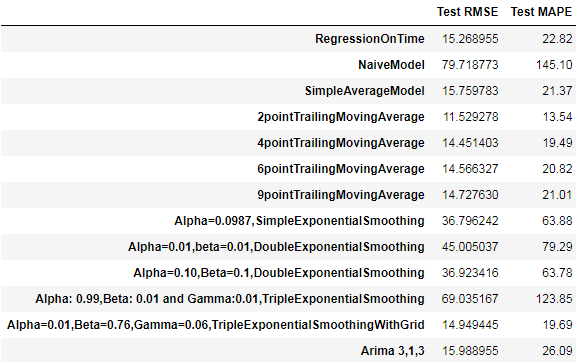 Test RMSE Test MAPE
RegressionOnTime 15.268955 22.82
NaiveModel 79.718773 145.10
SimpleAverageModel 15.759783 21.37
2pointTrailingMovingAverage 11.529278 13.54
4pointTrailingMovingAverage 14.451403 19.49
6pointTrailingMovingAverage 14.566327 20.82
9pointTrailingMovingAverage 14.727630 21.01
Alpha=0.0987,SimpleExponentialSmoothing 36.796242 63.88
Alpha=0.01,beta=0.01,DoubleExponentialSmoothing 45.005037 79.29
Alpha=0.10,Beta=0.1,DoubleExponentialSmoothing 36.923416 63.78
Alpha: 0.99,Beta: 0.01 and Gamma:0.01,TripleExponentialSmoothing 69.035167 123.85
Alpha=0.01,Beta=0.76,Gamma=0.06,TripleExponentialSmoothingWithGrid 14.949445 19.69
Arima 3,1,3 15.988955 26.09